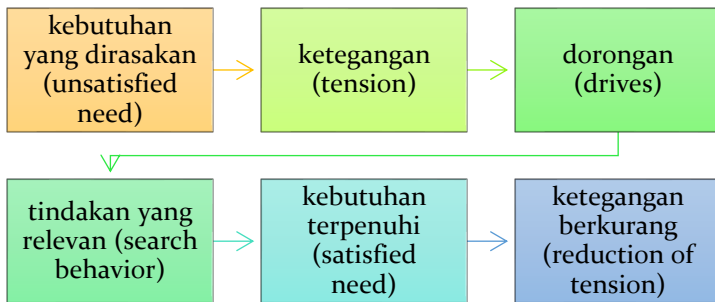 kebutuhan
yang dirasakan
(unsatisfied
need)
ketegangan
(tension)
dorongan
(drives)
tindakan yang
relevan (search
behavior)
kebutuhan
terpenuhi
(satisfied
need)
ketegangan
berkurang
(reduction of
tension)